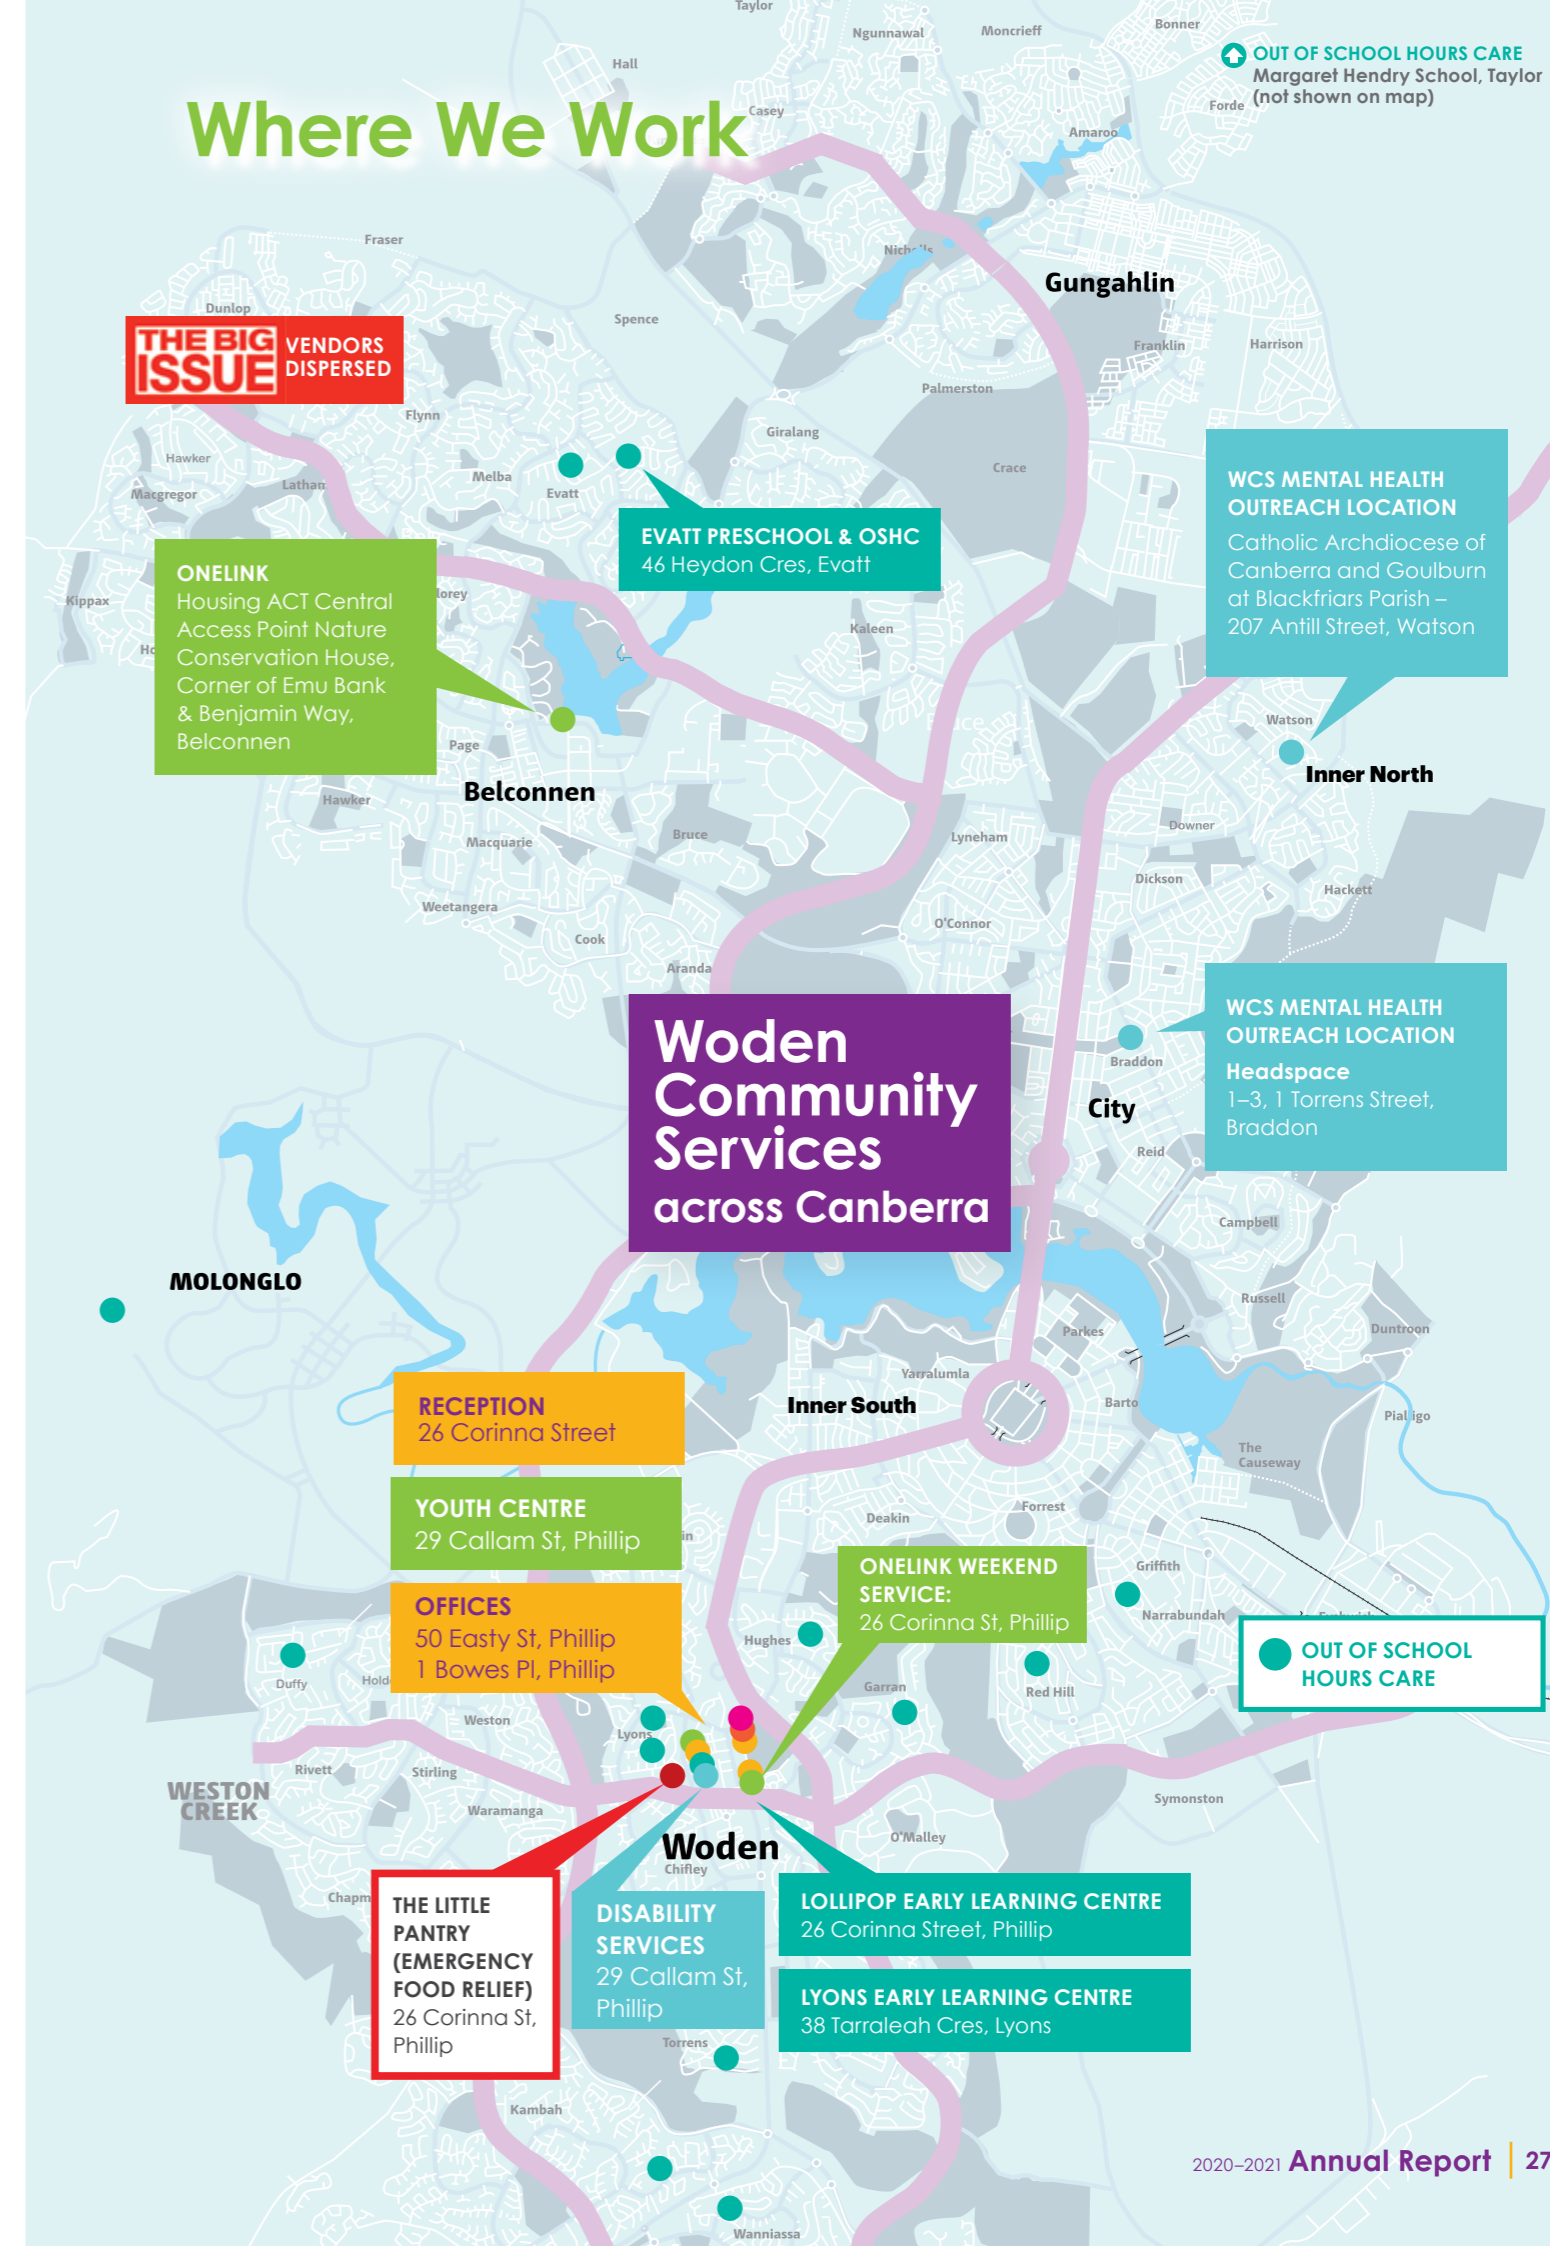 Taylor
Ngunnawal
Moncrieff
Bonner
Hall
OUT OF SCHOOL HOURS CARE
Margaret Hendry School, Taylor
(not shown on map)
Forde
Where We Work
Casey
Amaroo
Fraser
Nicholls
Gungahlin
Dunlop
Spence
THE BIG
ISSUE
VENDORS
DISPERSED
Franklin
Harrison
Palmerston
Flynn
Giralang
Hawker
Crace
Macgregor
Latham
Melba
Evatt
WCS MENTAL HEALTH
OUTREACH LOCATION
Catholic Archdiocese of
Canberra and Goulburn
at Blackfriars Parish –
207 Antill Street, Watson
EVATT PRESCHOOL & OSHC
46 Heydon Cres, Evatt
ONELINK
Housing ACT Central
Access Point Nature
Conservation House,
Corner of Emu Bank
& Benjamin Way,
Belconnen
Kippax
lorey
Ho
Kaleen
Bruce
Watson
Inner North
Page
Belconnen
Hawker
Macquarie
Bruce
Lyneham
Downer
Dickson
Hackett
Weetangera
Cook
O'Connor
Aranda
Woden
Community
Services
across Canberra
WCS MENTAL HEALTH
OUTREACH LOCATION
Headspace
1–3, 1 Torrens Street,
Braddon
Braddon
City
Reid
Campbell
MOLONGLO
Russell
Duntroon
Parkes
Yarralumla
Inner South
Barto
Pialligo
The
Causeway
RECEPTION
26 Corinna Street
YOUTH CENTRE
29 Callam St, Phillip
in
Deakin
Forrest
OFFICES
50 Easty St, Phillip
1 Bowes Pl, Phillip
ONELINK WEEKEND
SERVICE:
26 Corinna St, Phillip
Griffith
Narrabundah
Hughes
OUT OF SCHOOL
HOURS CARE
Duffy
Hold
Garran
Red Hill
Weston
Lyons
Rivett
Stirling
WESTON
CREEK
Waramanga
Symonston
Woden
Chifley
O'Malley
Chapm
THE LITTLE
PANTRY
(EMERGENCY
FOOD RELIEF)
26 Corinna St,
Phillip
DISABILITY
SERVICES
29 Callam St,
Phillip
LOLLIPOP EARLY LEARNING CENTRE
26 Corinna Street, Phillip
LYONS EARLY LEARNING CENTRE
38 Tarraleah Cres, Lyons
Torrens
Kambah
Wanniassa
2020–2021 Annual Report | 27